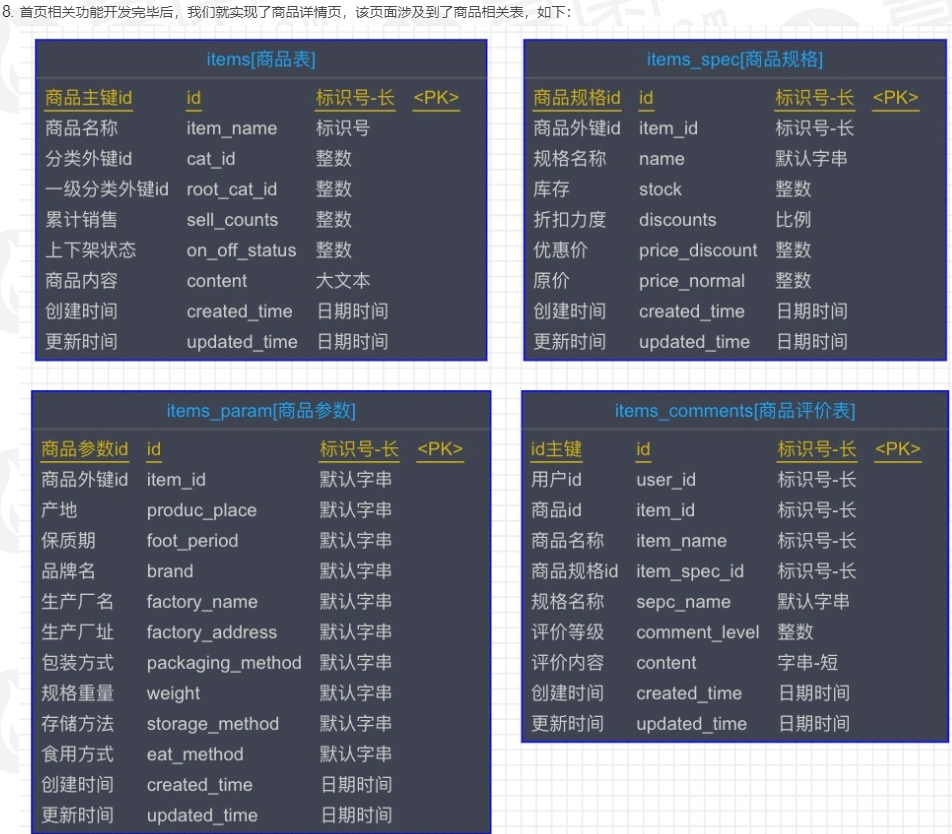 8. 首页相关功能开发完毕后，我们就实现了商品详情页，该页面涉及到了商品相关表，如下：
items[商品表]
商品主键id id 标识号-长 <PK>
商品名称 item_name 标识号
分类外键id cat_id 整数
一级分类外键id root_cat_id 整数
累计销售 sell_counts 整数
上下架状态 on_off_status 整数
商品内容 content 大文本
创建时间 created_time 日期时间
更新时间 updated_time 日期时间
items_spec[商品规格]
商品规格id id 标识号-长 <PK>
商品外键id item_id 标识号-长
规格名称 name 默认字串
库存 stock 整数
折扣力度 discounts 比例
优惠价 price_discount 整数
原价 price_normal 整数
创建时间 created_time 日期时间
更新时间 updated_time 日期时间
items_param[商品参数]
商品参数id id 标识号-长 <PK>
商品外键id item_id 默认字串
产地 produc_place 默认字串
保质期 foot_period 默认字串
品牌名 brand 默认字串
生产厂名 factory_name 默认字串
生产厂址 factory_address 默认字串
包装方式 packaging_method 默认字串
规格重量 weight 默认字串
存储方法 storage_method 默认字串
食用方式 eat_method 默认字串
创建时间 created_time 日期时间
更新时间 updated_time 日期时间
items_comments[商品评价表]
id主键 id 标识号-长 <PK>
用户id user_id 标识号-长
商品id item_id 标识号-长
商品名称 item_name 标识号-长
商品规格id item_spec_id 标识号-长
规格名称 sepc_name 默认字串
评价等级 comment_level 整数
评价内容 content 字串-短
创建时间 created_time 日期时间
更新时间 updated_time 日期时间